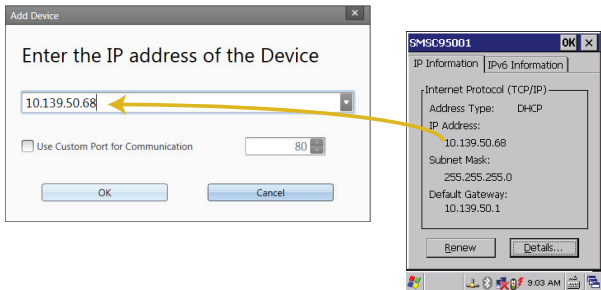 Add Device
Enter the IP address of the Device
10.139.50.68
Use Custom Port for Communication
80
OK
Cancel
SMSC95001
OK
IP Information
IPv6 Information
Internet Protocol (TCP/IP)
Address Type: DHCP
IP Address:
10.139.50.68
Subnet Mask:
255.255.255.0
Default Gateway:
10.139.50.1
Renew
Details...
9:03 AM